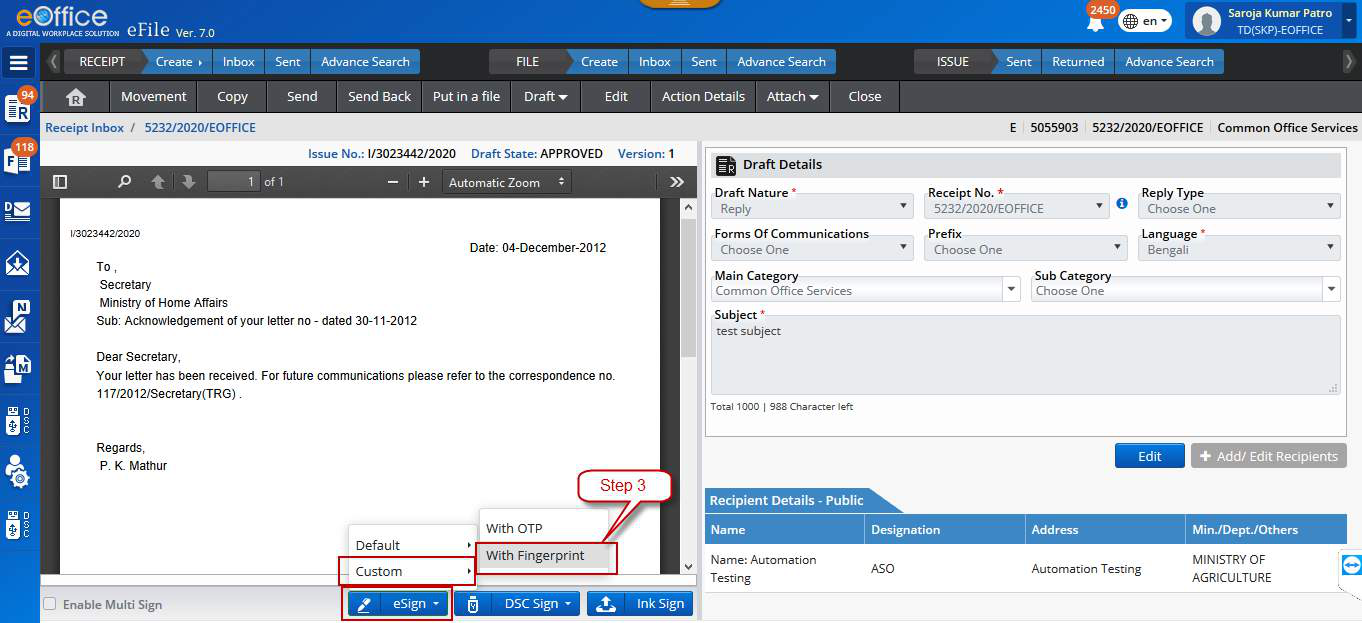 eOffice
A DIGITAL WORKPLACE SOLUTION
eFile Ver. 7.0
2450
en
Saroja Kumar Patro
TD(SKP)-EOFFICE
RECEIPT Create Inbox Sent Advance Search FILE Create Inbox Sent Advance Search ISSUE Sent Returned Advance Search
R Movement Copy Send Send Back Put in a file Draft Edit Action Details Attach Close
94
R
118
F
D
N
M
DSC
DSC
Receipt Inbox / 5232/2020/EOFFICE
E 5055903 5232/2020/EOFFICE Common Office Services
Issue No.: I/3023442/2020 Draft State: APPROVED Version: 1
1 of 1 Automatic Zoom
I/3023442/2020
Date: 04-December-2012
To ,
Secretary
Ministry of Home Affairs
Sub: Acknowledgement of your letter no - dated 30-11-2012
Dear Secretary,
Your letter has been received. For future communications please refer to the correspondence no.
117/2012/Secretary(TRG) .
Regards,
P. K. Mathur
Step 3
With OTP
With Fingerprint
Default
Custom
Enable Multi Sign
eSign
DSC Sign
Ink Sign
Draft Details
Draft Nature *
Reply
Receipt No. *
5232/2020/EOFFICE
Reply Type
Choose One
Forms Of Communications
Choose One
Prefix
Choose One
Language *
Bengali
Main Category
Common Office Services
Sub Category
Choose One
Subject *
test subject
Total 1000 | 988 Character left
Edit
+ Add/ Edit Recipients
Recipient Details - Public
Name Designation Address Min./Dept./Others
Name: Automation
Testing
ASO
Automation Testing
MINISTRY OF
AGRICULTURE